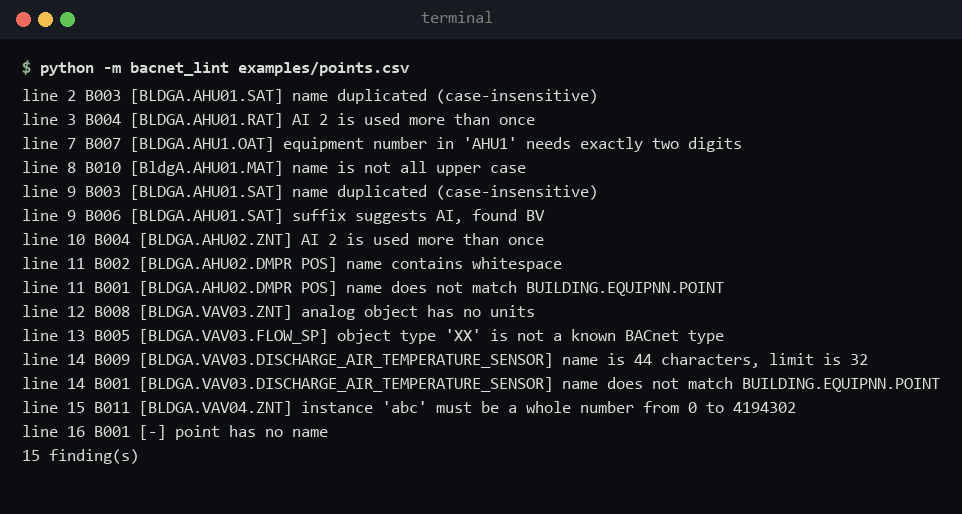 terminal
$ python -m bacnet_lint examples/points.csv
line 2 B003 [BLDGA.AHU01.SAT] name duplicated (case-insensitive)
line 3 B004 [BLDGA.AHU01.RAT] AI 2 is used more than once
line 7 B007 [BLDGA.AHU1.OAT] equipment number in 'AHU1' needs exactly two digits
line 8 B010 [BldgA.AHU01.MAT] name is not all upper case
line 9 B003 [BLDGA.AHU01.SAT] name duplicated (case-insensitive)
line 9 B006 [BLDGA.AHU01.SAT] suffix suggests AI, found BV
line 10 B004 [BLDGA.AHU02.ZNT] AI 2 is used more than once
line 11 B002 [BLDGA.AHU02.DMPR POS] name contains whitespace
line 11 B001 [BLDGA.AHU02.DMPR POS] name does not match BUILDING.EQUIPNN.POINT
line 12 B008 [BLDGA.VAV03.ZNT] analog object has no units
line 13 B005 [BLDGA.VAV03.FLOW_SP] object type 'XX' is not a known BACnet type
line 14 B009 [BLDGA.VAV03.DISCHARGE_AIR_TEMPERATURE_SENSOR] name is 44 characters, limit is 32
line 14 B001 [BLDGA.VAV03.DISCHARGE_AIR_TEMPERATURE_SENSOR] name does not match BUILDING.EQUIPNN.POINT
line 15 B011 [BLDGA.VAV04.ZNT] instance 'abc' must be a whole number from 0 to 4194302
line 16 B001 [-] point has no name
15 finding(s)